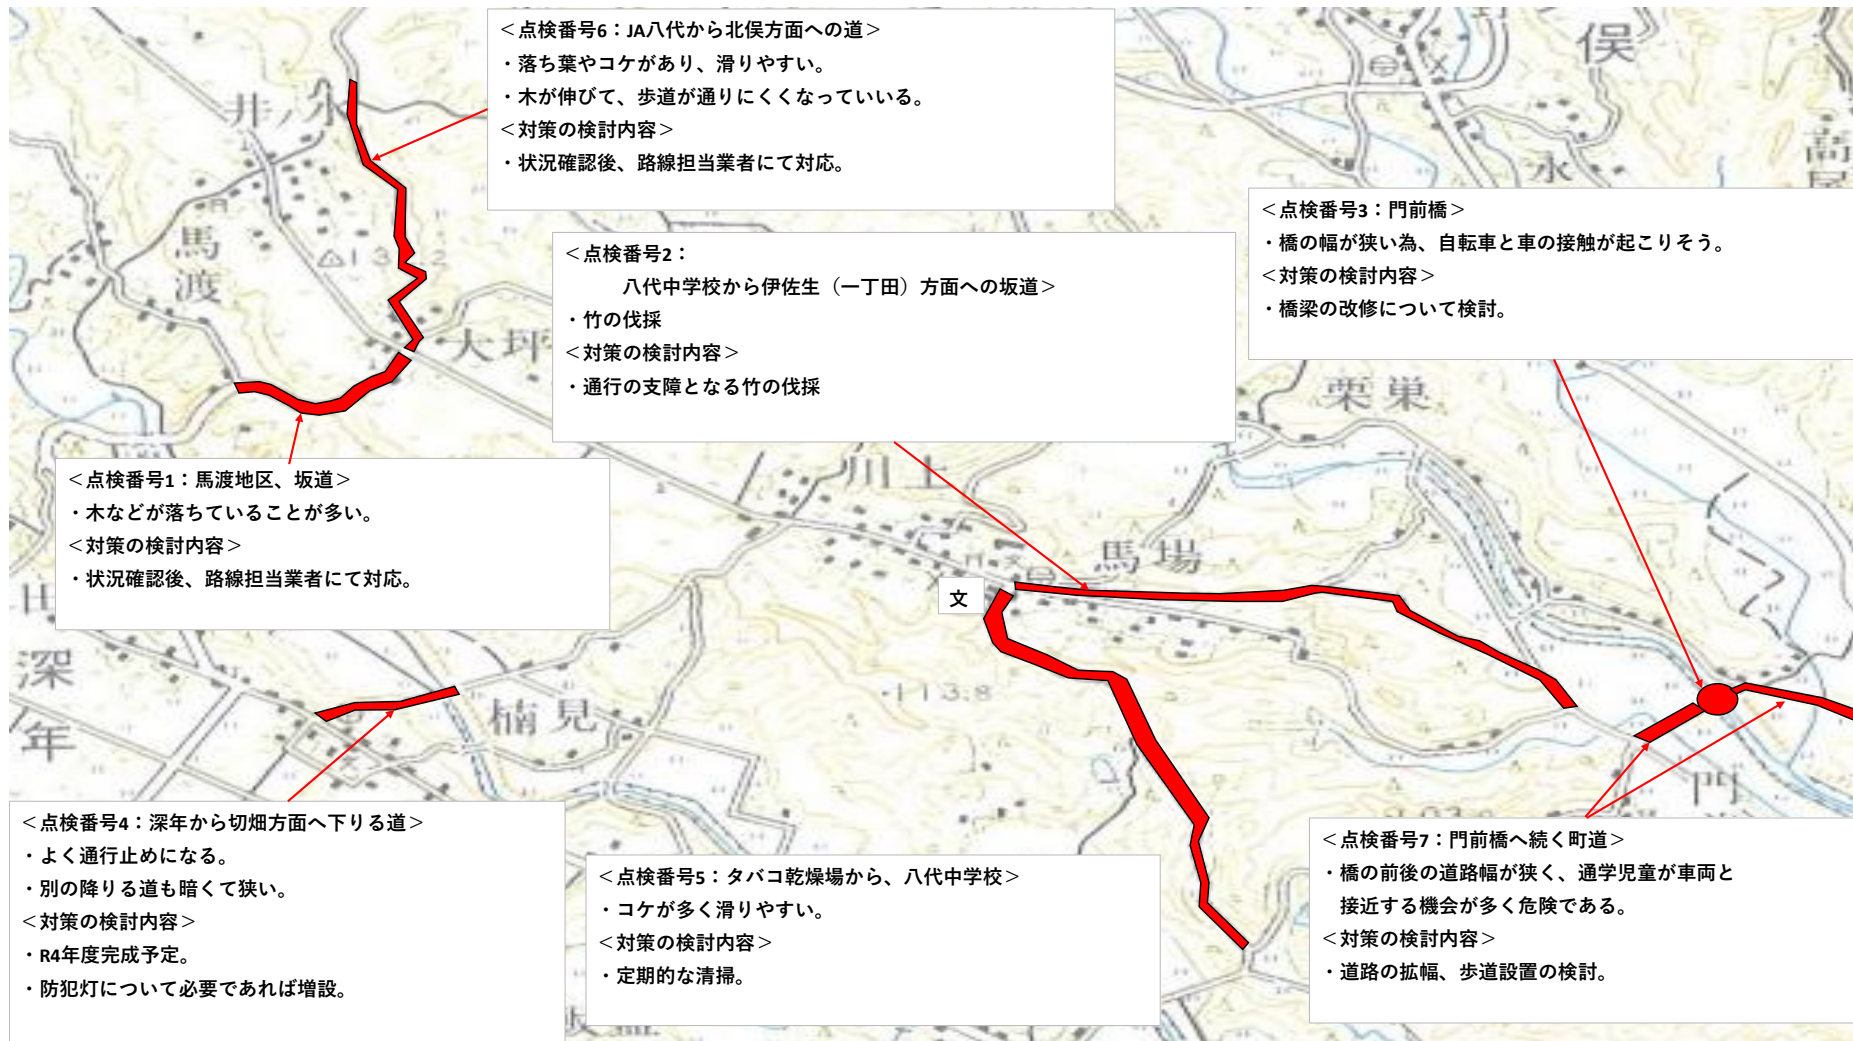 ＜点検番号6：JA八代から北俣方面への道＞
・落ち葉やコケがあり、滑りやすい。
・木が伸びて、歩道が通りにくくなっていいる。
＜対策の検討内容＞
・状況確認後、路線担当業者にて対応。
＜点検番号3：門前橋＞
・橋の幅が狭い為、自転車と車の接触が起こりそう。
＜対策の検討内容＞
・橋梁の改修について検討。
＜点検番号2：
八代中学校から伊佐生（一丁田）方面への坂道＞
・竹の伐採
＜対策の検討内容＞
・通行の支障となる竹の伐採
＜点検番号1：馬渡地区、坂道＞
・木などが落ちていることが多い。
＜対策の検討内容＞
・状況確認後、路線担当業者にて対応。
＜点検番号4：深年から切畑方面へ下りる道＞
・よく通行止めになる。
・別の降りる道も暗くて狭い。
＜対策の検討内容＞
・R4年度完成予定。
・防犯灯について必要であれば増設。
＜点検番号5：タバコ乾燥場から、八代中学校＞
・コケが多く滑りやすい。
＜対策の検討内容＞
・定期的な清掃。
＜点検番号7：門前橋へ続く町道＞
・橋の前後の道路幅が狭く、通学児童が車両と
接近する機会が多く危険である。
＜対策の検討内容＞
・道路の拡幅、歩道設置の検討。
文
井ノ水
馬渡
大坪
川上
馬場
栗巣
楠見
深年
俣
永
高尾
門
・113.8